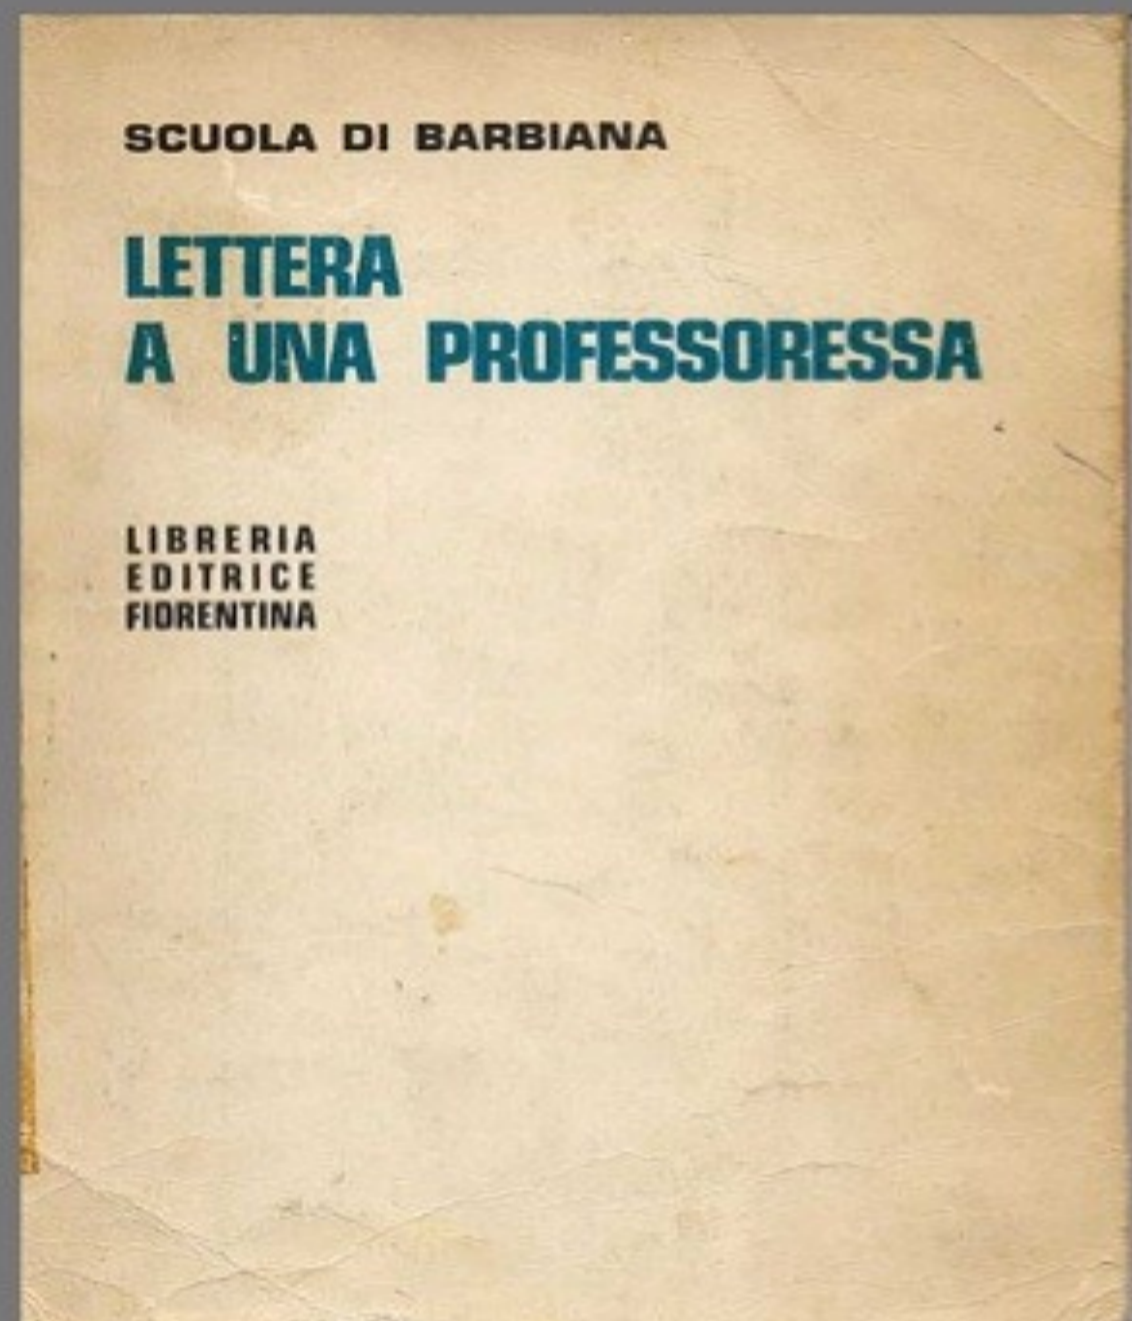 SCUOLA DI BARBIANA
LETTERA
A UNA PROFESSORESSA
LIBRERIA
EDITRICE
FIORENTINA